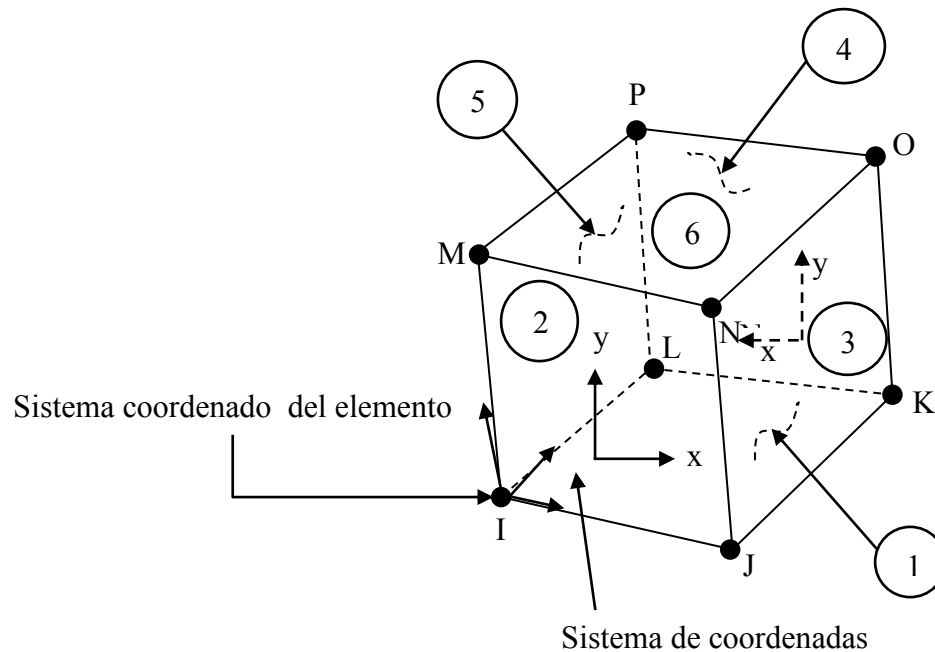 4
5
P
O
6
M
y
2
N
3
y
L
x
K
Sistema coordenado del elemento
x
I
J
1
Sistema de coordenadas